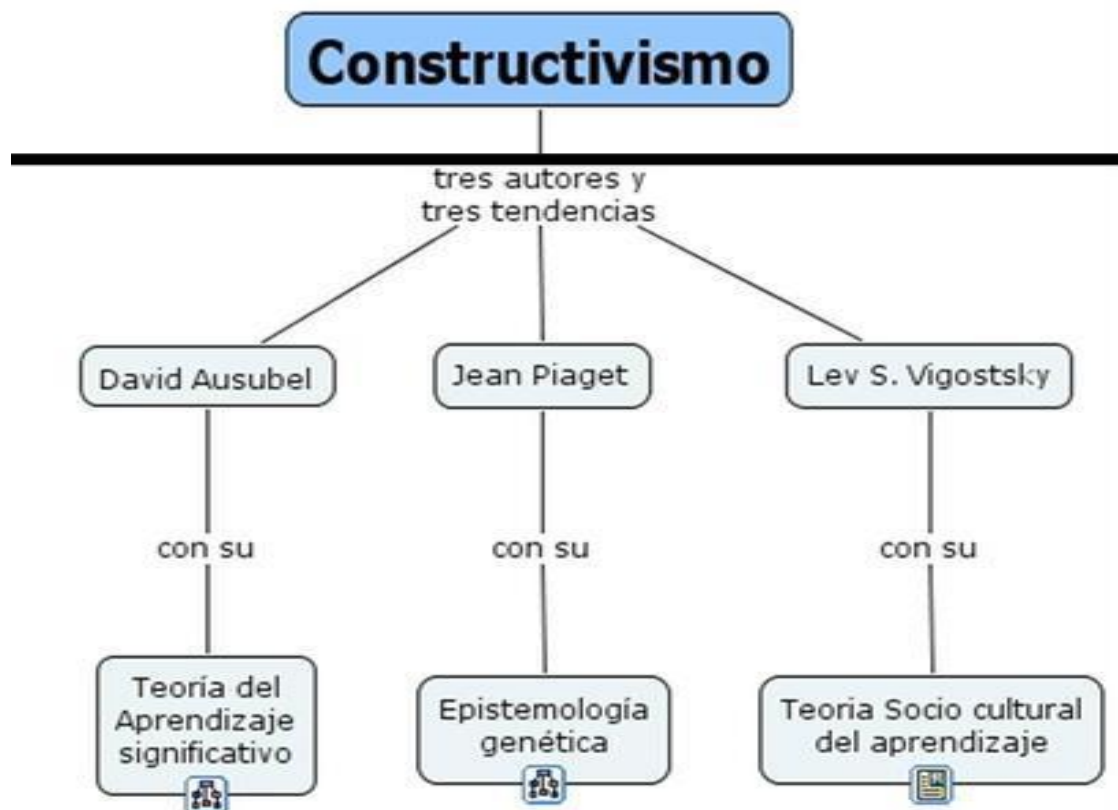 Constructivismo
tres autores y
tres tendencias
David Ausubel
Jean Piaget
Lev S. Vigostsky
con su
con su
con su
Teoría del
Aprendizaje
significativo
Epistemología
genética
Teoria Socio cultural
del aprendizaje